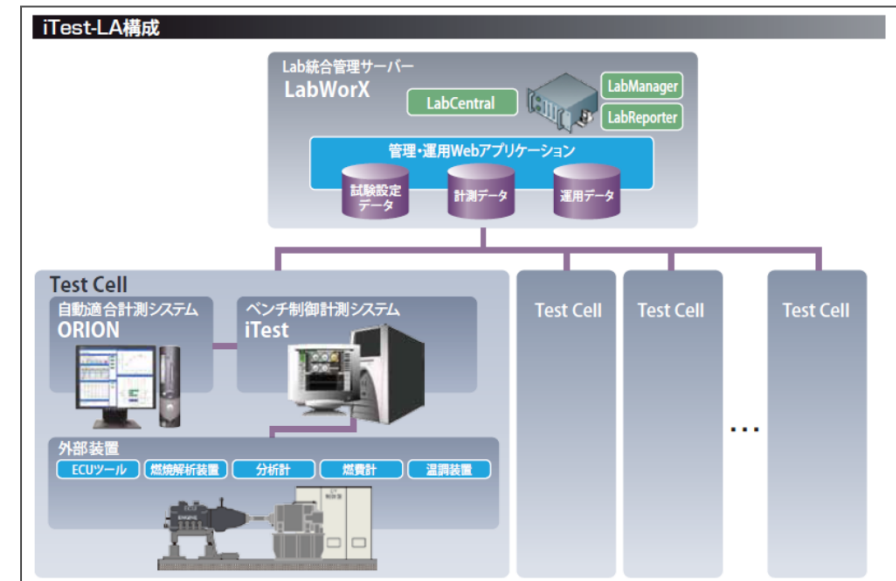 iTest-LA構成
Lab統合管理サーバー
LabWorX
LabCentral
LabManager
LabReporter
管理・運用Webアプリケーション
試験設定
データ
計測データ
運用データ
Test Cell
自動適合計測システム
ORION
ベンチ制御計測システム
iTest
外部装置
ECUツール
燃焼解析装置
分析計
燃費計
温調装置
Test Cell
Test Cell
...
Test Cell